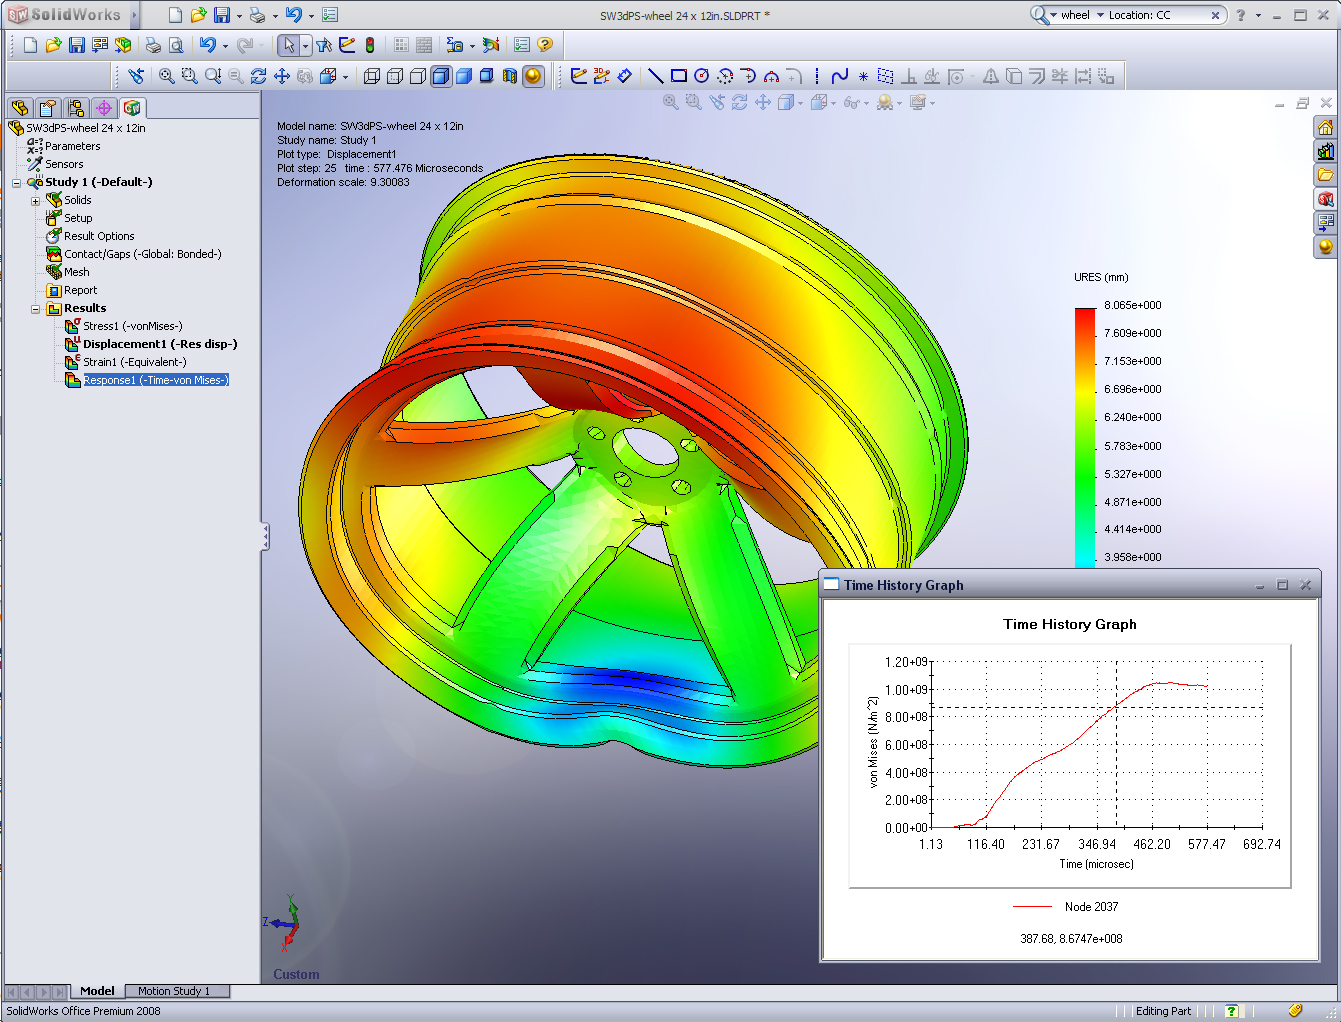 SolidWorks
SW3dPS-wheel 24 x 12in.SLDPRT *
wheel
Location: CC
SW3dPS-wheel 24 x 12in
Parameters
Sensors
Study 1 (-Default-)
Solids
Setup
Result Options
Contact/Gaps (-Global: Bonded-)
Mesh
Report
Results
Stress1 (-vonMises-)
Displacement1 (-Res disp-)
Strain1 (-Equivalent-)
Response1 (-Time-von Mises-)
Model name: SW3dPS-wheel 24 x 12in
Study name: Study 1
Plot type: Displacement1
Plot step: 25 time : 577.476 Microseconds
Deformation scale: 9.30083
URES (mm)
8.065e+000
7.609e+000
7.153e+000
6.696e+000
6.240e+000
5.783e+000
5.327e+000
4.871e+000
4.414e+000
3.958e+000
Time History Graph
Time History Graph
von Mises (N/m^2)
1.20+09
1.00+09
8.00+08
6.00+08
4.00+08
2.00+08
0.00+00
1.13 116.40 231.67 346.94 462.20 577.47 692.74
Time (microsec)
Node 2037
387.68, 8.6747e+008
Y
Z
X
Custom
Model
Motion Study 1
SolidWorks Office Premium 2008
Editing Part